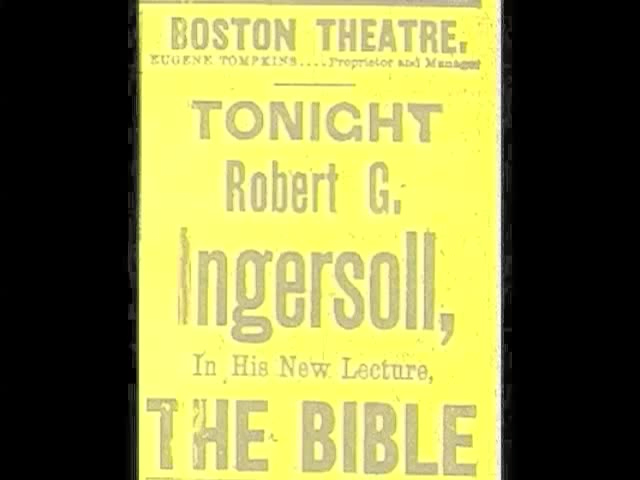 BOSTON THEATRE.
EUGENE TOMPKINS....Proprietor and Manager
TONIGHT
Robert G.
Ingersoll,
In His New Lecture,
THE BIBLE